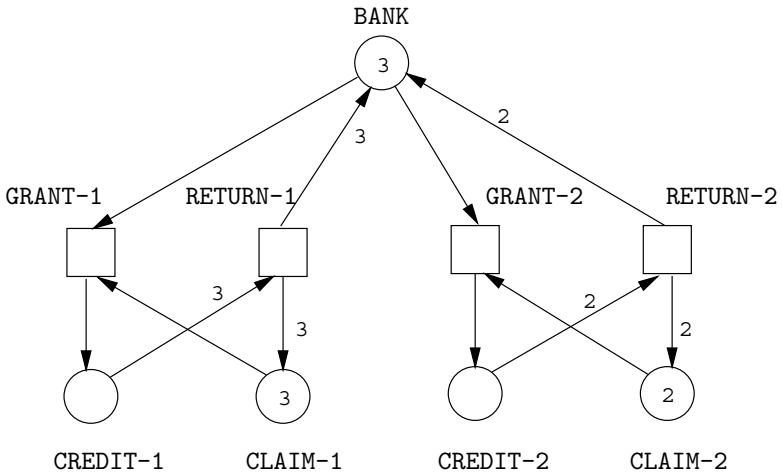 BANK
3
2
3
GRANT-1 RETURN-1 GRANT-2 RETURN-2
3 2
3 2
3 2
CREDIT-1 CLAIM-1 CREDIT-2 CLAIM-2